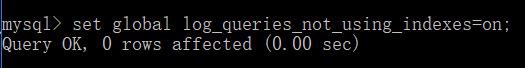 mysql> set global log_queries_not_using_indexes=on;
Query OK, 0 rows affected (0.00 sec)